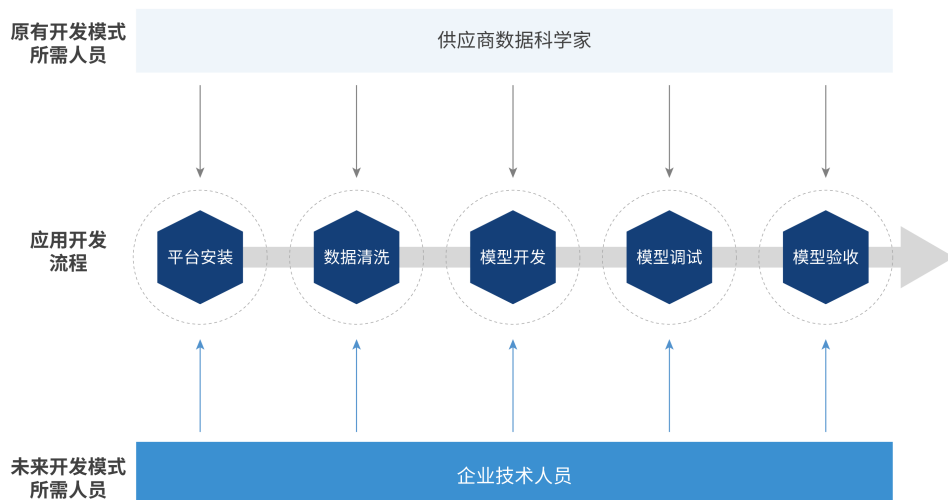 原有开发模式
所需人员
供应商数据科学家
应用开发
流程
平台安装
数据清洗
模型开发
模型调试
模型验收
未来开发模式
所需人员
企业技术人员